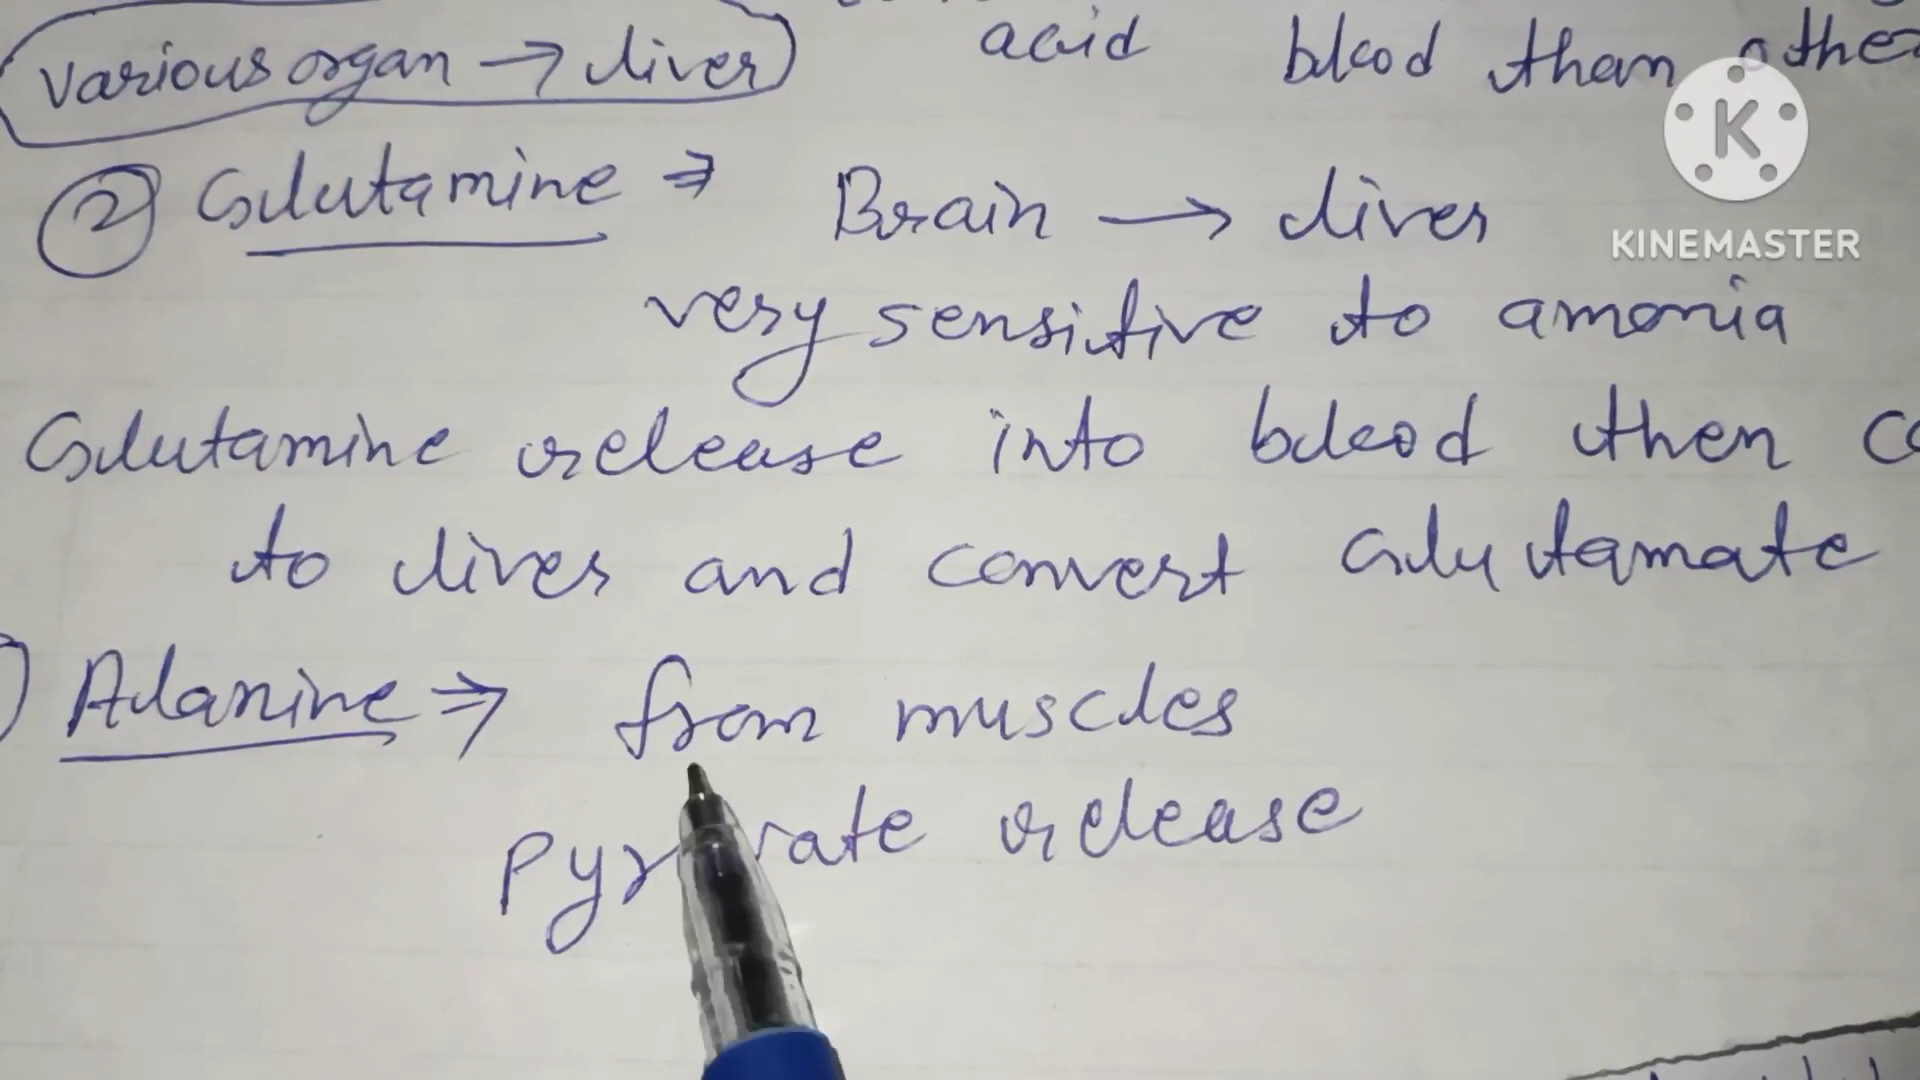 various organ → liver acid blood than other
② Glutamine ⇒ Brain → liver
KINEMASTER
very sensitive to amonia
Glutamine release into blood then
to liver and convert Glutamate
Alanine ⇒ from muscles
release